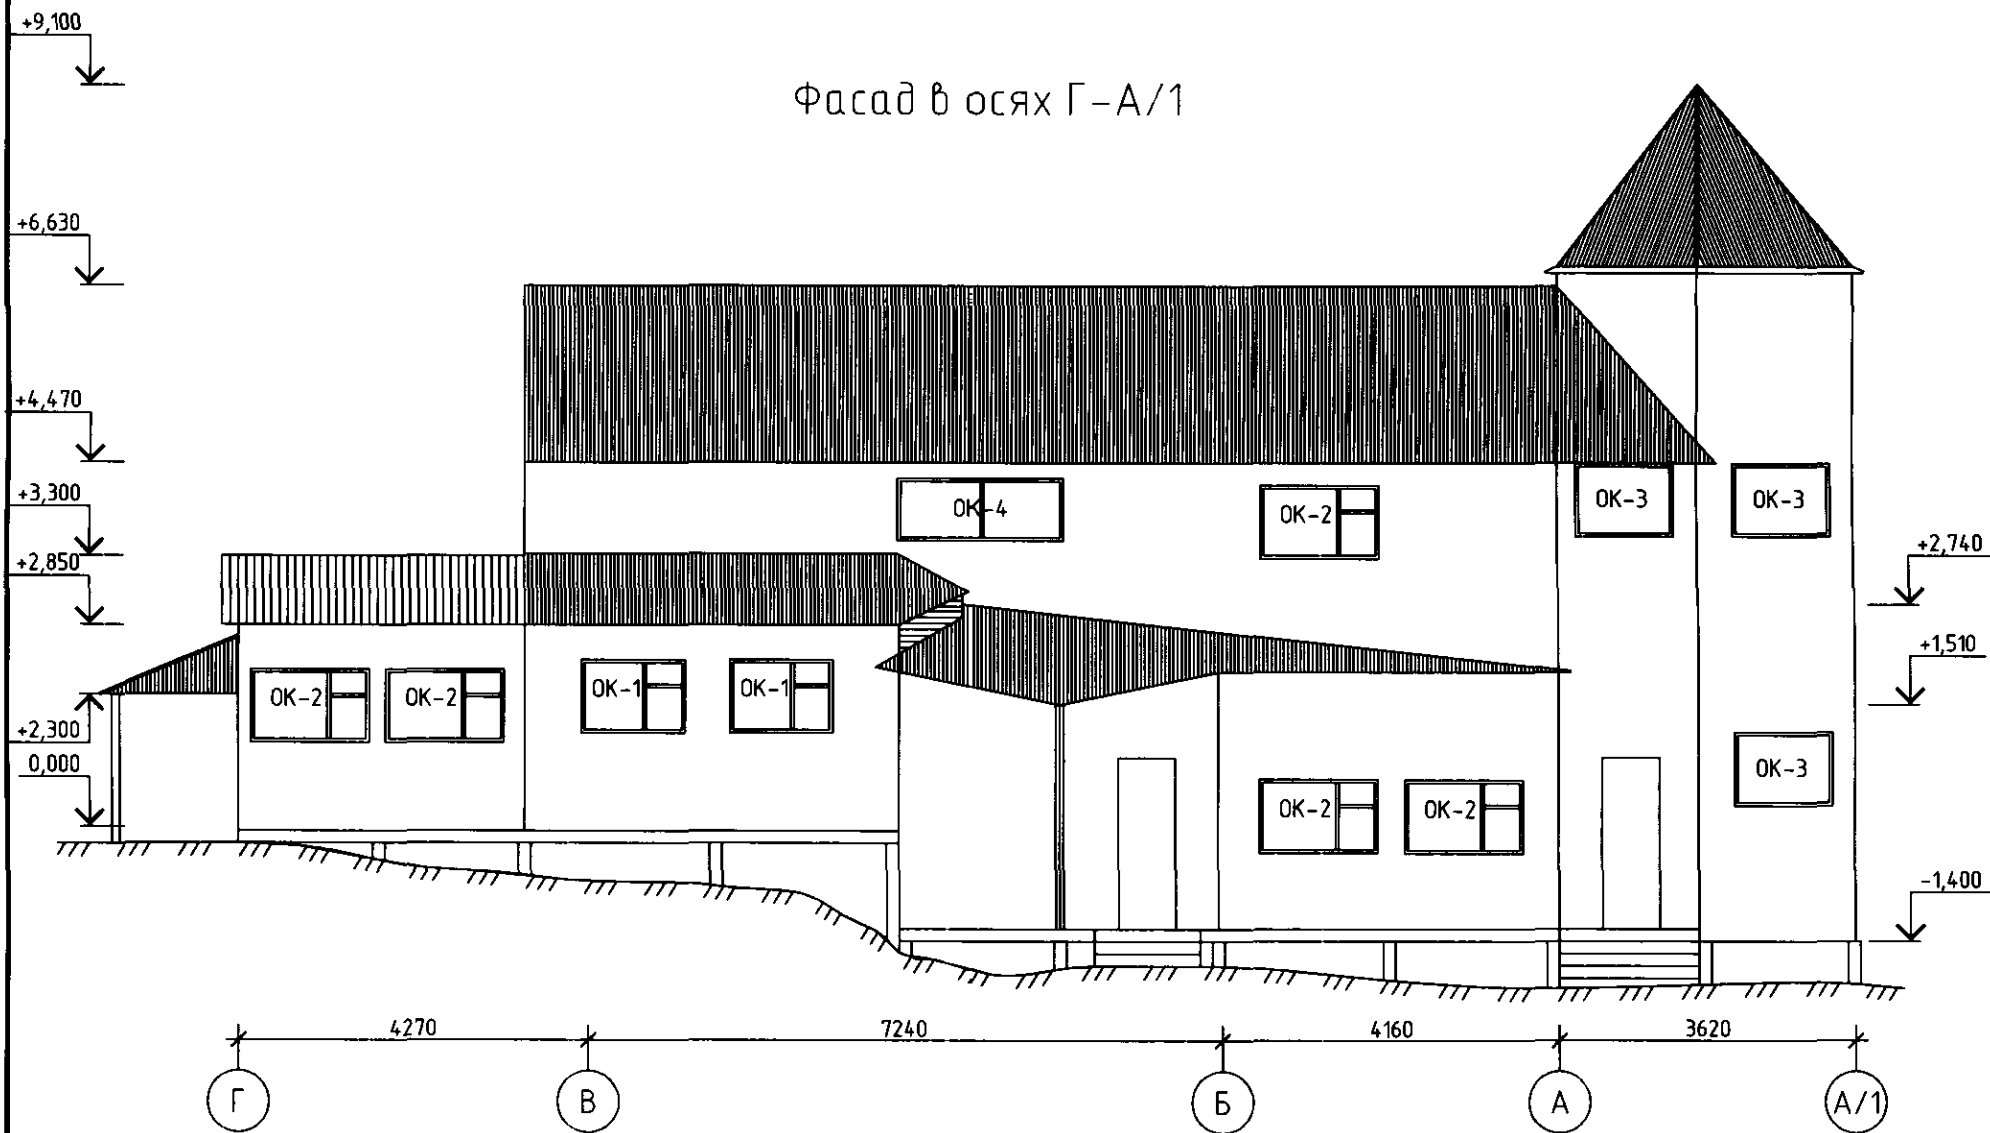 +9,100
Фасад в осях Г-А/1
+6,630
+4,470
+3,300
+2,850
+2,300
0,000
ОК-4
ОК-2
ОК-3
ОК-3
+2,740
+1,510
ОК-2
ОК-2
ОК-1
ОК-1
ОК-3
ОК-2
ОК-2
-1,400
4270
7240
4160
3620
Г
В
Б
А
А/1